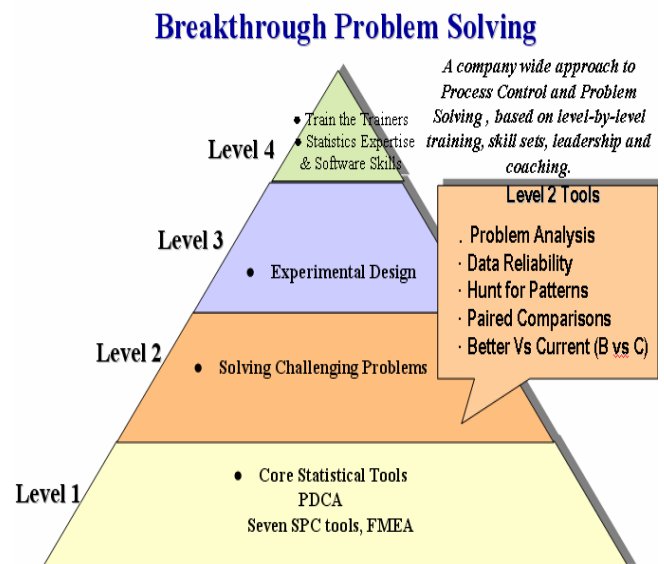 Breakthrough Problem Solving
A company wide approach to
Process Control and Problem
Solving , based on level-by-level
training, skill sets, leadership and
coaching.
Level 4
• Train the Trainers
• Statistics Expertise
& Software Skills
Level 2 Tools
. Problem Analysis
· Data Reliability
· Hunt for Patterns
· Paired Comparisons
· Better Vs Current (B vs C)
Level 3
• Experimental Design
Level 2
• Solving Challenging Problems
Level 1
• Core Statistical Tools
PDCA
Seven SPC tools, FMEA